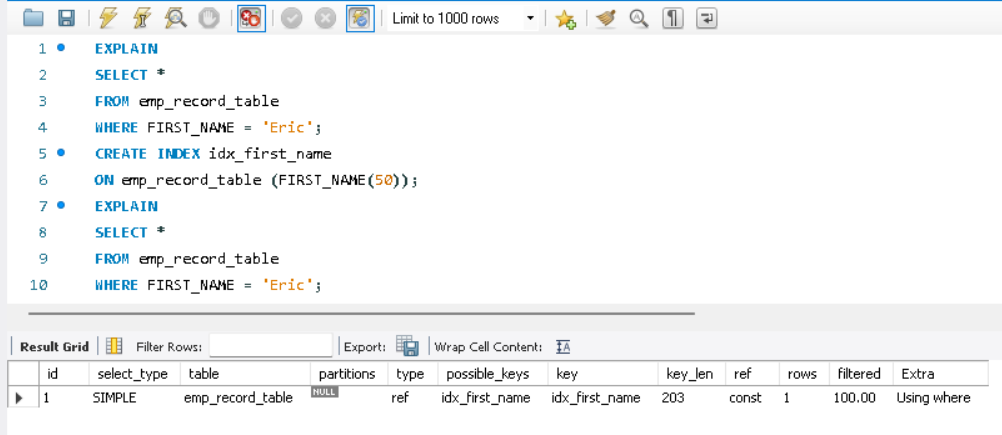 Limit to 1000 rows
1 EXPLAIN
2 SELECT *
3 FROM emp_record_table
4 WHERE FIRST_NAME = 'Eric';
5 CREATE INDEX idx_first_name
6 ON emp_record_table (FIRST_NAME(50));
7 EXPLAIN
8 SELECT *
9 FROM emp_record_table
10 WHERE FIRST_NAME = 'Eric';
Result Grid Filter Rows: Export: Wrap Cell Content: IA
id select_type table partitions type possible_keys key key_len ref rows filtered Extra
1 SIMPLE emp_record_table NULL ref idx_first_name idx_first_name 203 const 1 100.00 Using where